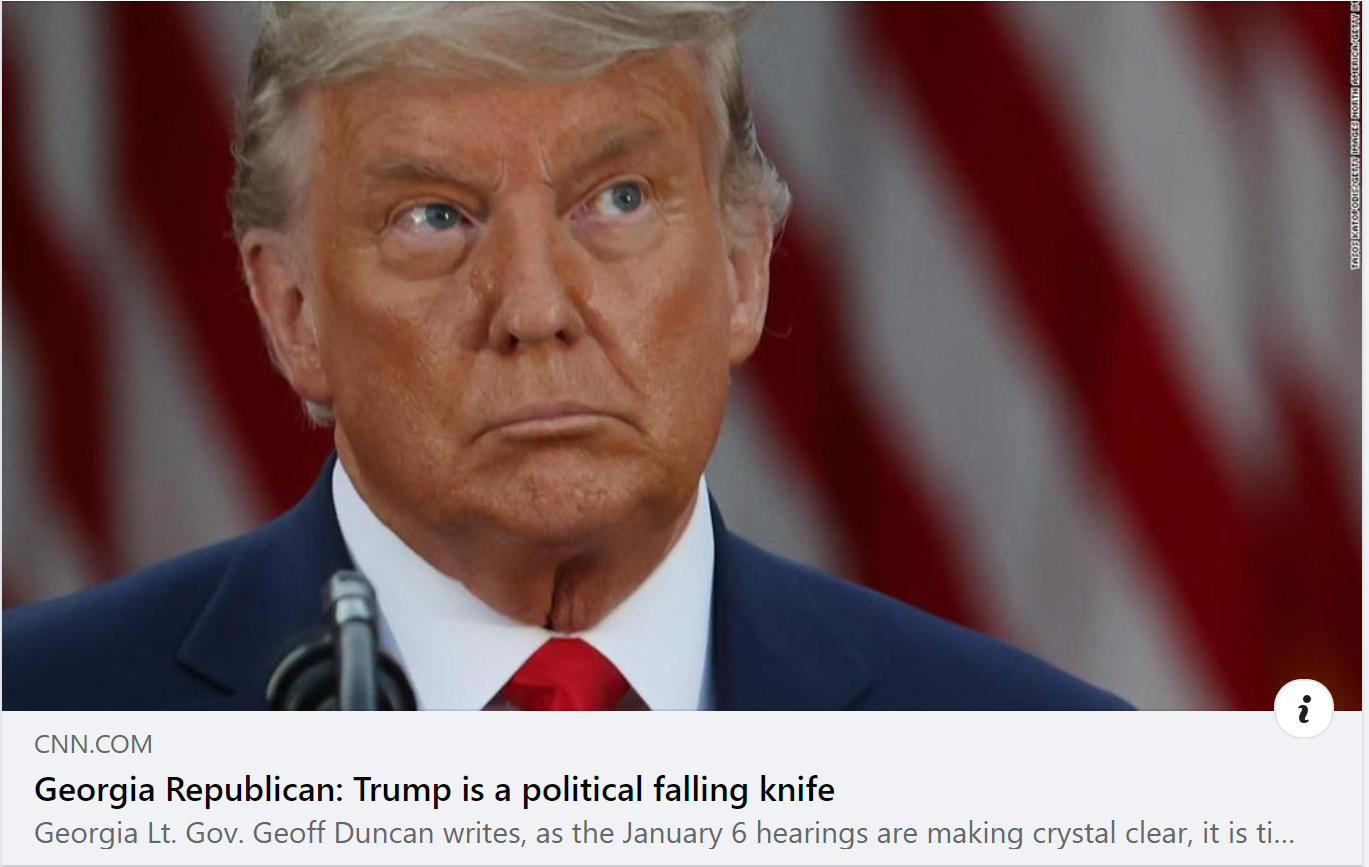 TASOS KATOPODIS/GETTY IMAGES NORTH AMERICA/GETTY
CNN.COM
Georgia Republican: Trump is a political falling knife
Georgia Lt. Gov. Geoff Duncan writes, as the January 6 hearings are making crystal clear, it is ti...